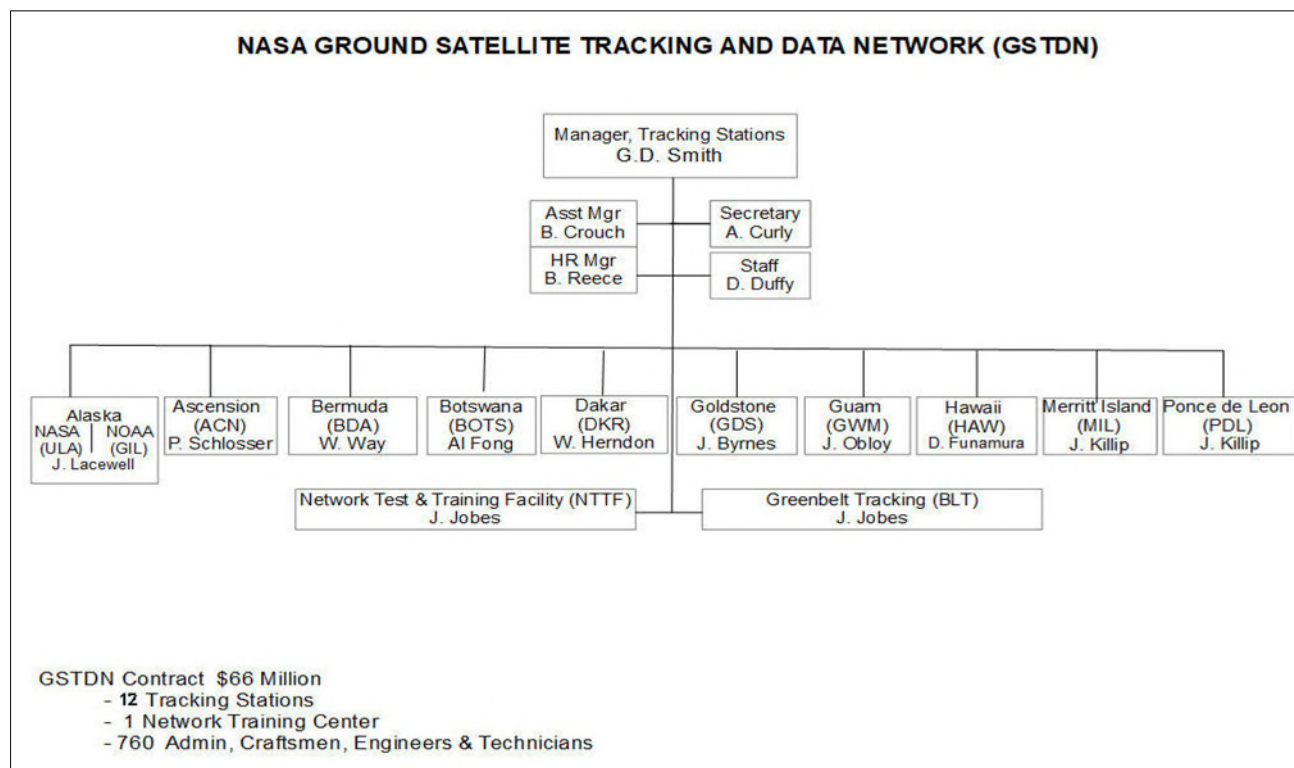 NASA GROUND SATELLITE TRACKING AND DATA NETWORK (GSTDN)
Manager, Tracking Stations
G.D. Smith
Asst Mgr
B. Crouch
Secretary
A. Curly
HR Mgr
B. Reece
Staff
D. Duffy
Alaska
NASA
(ULA)
NOAA
(GIL)
J. Lacewell
Ascension
(ACN)
P. Schlosser
Bermuda
(BDA)
W. Way
Botswana
(BOTS)
Al Fong
Dakar
(DKR)
W. Herndon
Goldstone
(GDS)
J. Byrnes
Guam
(GWM)
J. Obloy
Hawaii
(HAW)
D. Funamura
Merritt Island
(MIL)
J. Killip
Ponce de Leon
(PDL)
J. Killip
Network Test & Training Facility (NTTF)
J. Jobes
Greenbelt Tracking (BLT)
J. Jobes
GSTDN Contract $66 Million
- 12 Tracking Stations
- 1 Network Training Center
- 760 Admin, Craftsmen, Engineers & Technicians